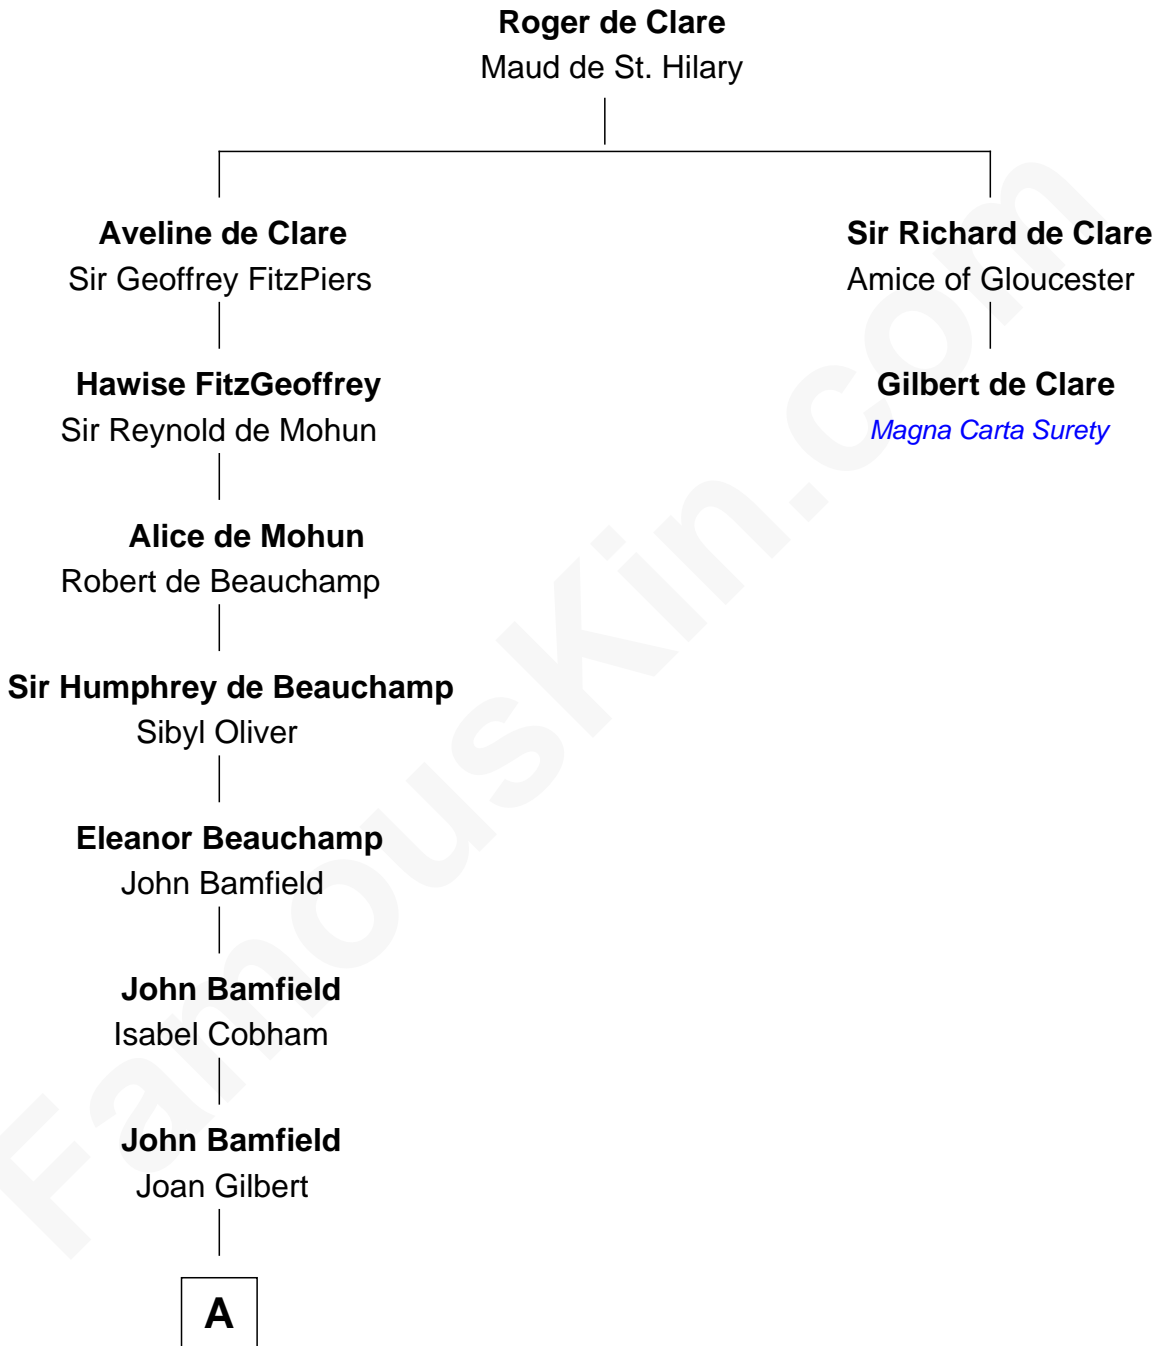 Roger de Clare
Maud de St. Hilary
Aveline de Clare
Sir Geoffrey FitzPiers
Sir Richard de Clare
Amice of Gloucester
Hawise FitzGeoffrey
Sir Reynold de Mohun
Gilbert de Clare
Magna Carta Surety
Alice de Mohun
Robert de Beauchamp
Sir Humphrey de Beauchamp
Sibyl Oliver
Eleanor Beauchamp
John Bamfield
John Bamfield
Isabel Cobham
John Bamfield
Joan Gilbert
A
FamousKin.com